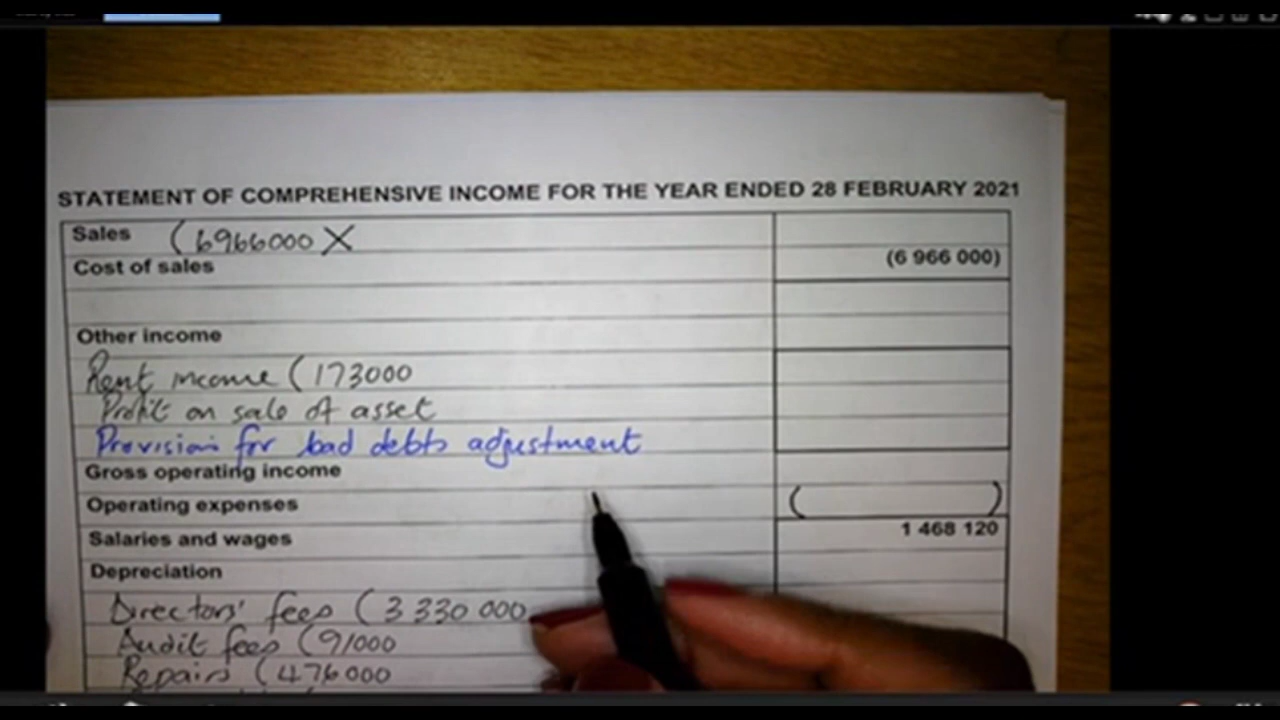 STATEMENT OF COMPREHENSIVE INCOME FOR THE YEAR ENDED 28 FEBRUARY 2021
Sales (6966000 X
Cost of sales (6 966 000)
Other income
Rent income (173000
Profit on sale of asset
Provision for bad debts adjustment
Gross operating income
Operating expenses ( )
Salaries and wages 1 468 120
Depreciation
Directors' fees (3 330 000
Audit fees (91000
Repairs (476000